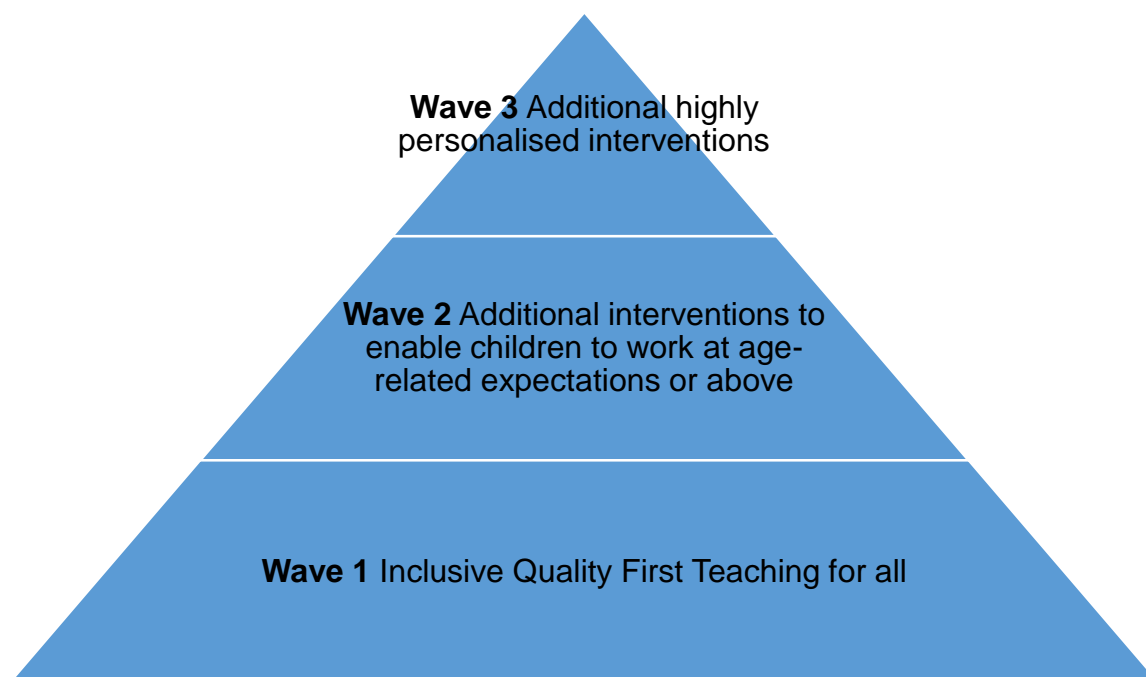 Wave 3 Additional highly
personalised interventions
Wave 2 Additional interventions to
enable children to work at age-
related expectations or above
Wave 1 Inclusive Quality First Teaching for all